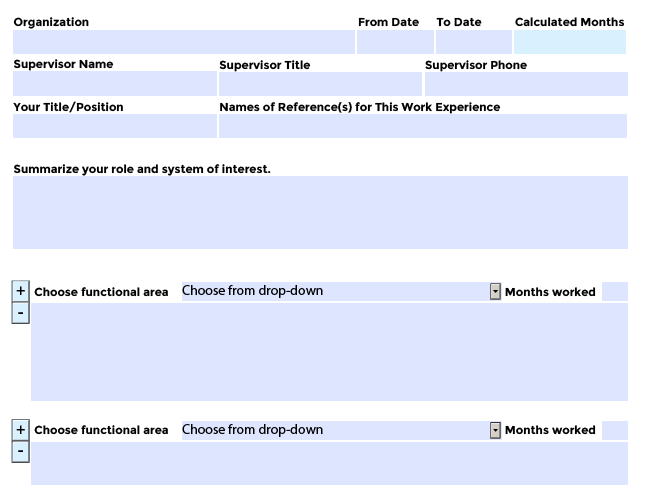 Organization From Date To Date Calculated Months
Supervisor Name Supervisor Title Supervisor Phone
Your Title/Position Names of Reference(s) for This Work Experience
Summarize your role and system of interest.
+ Choose functional area Choose from drop-down Months worked
-
+ Choose functional area Choose from drop-down Months worked
-